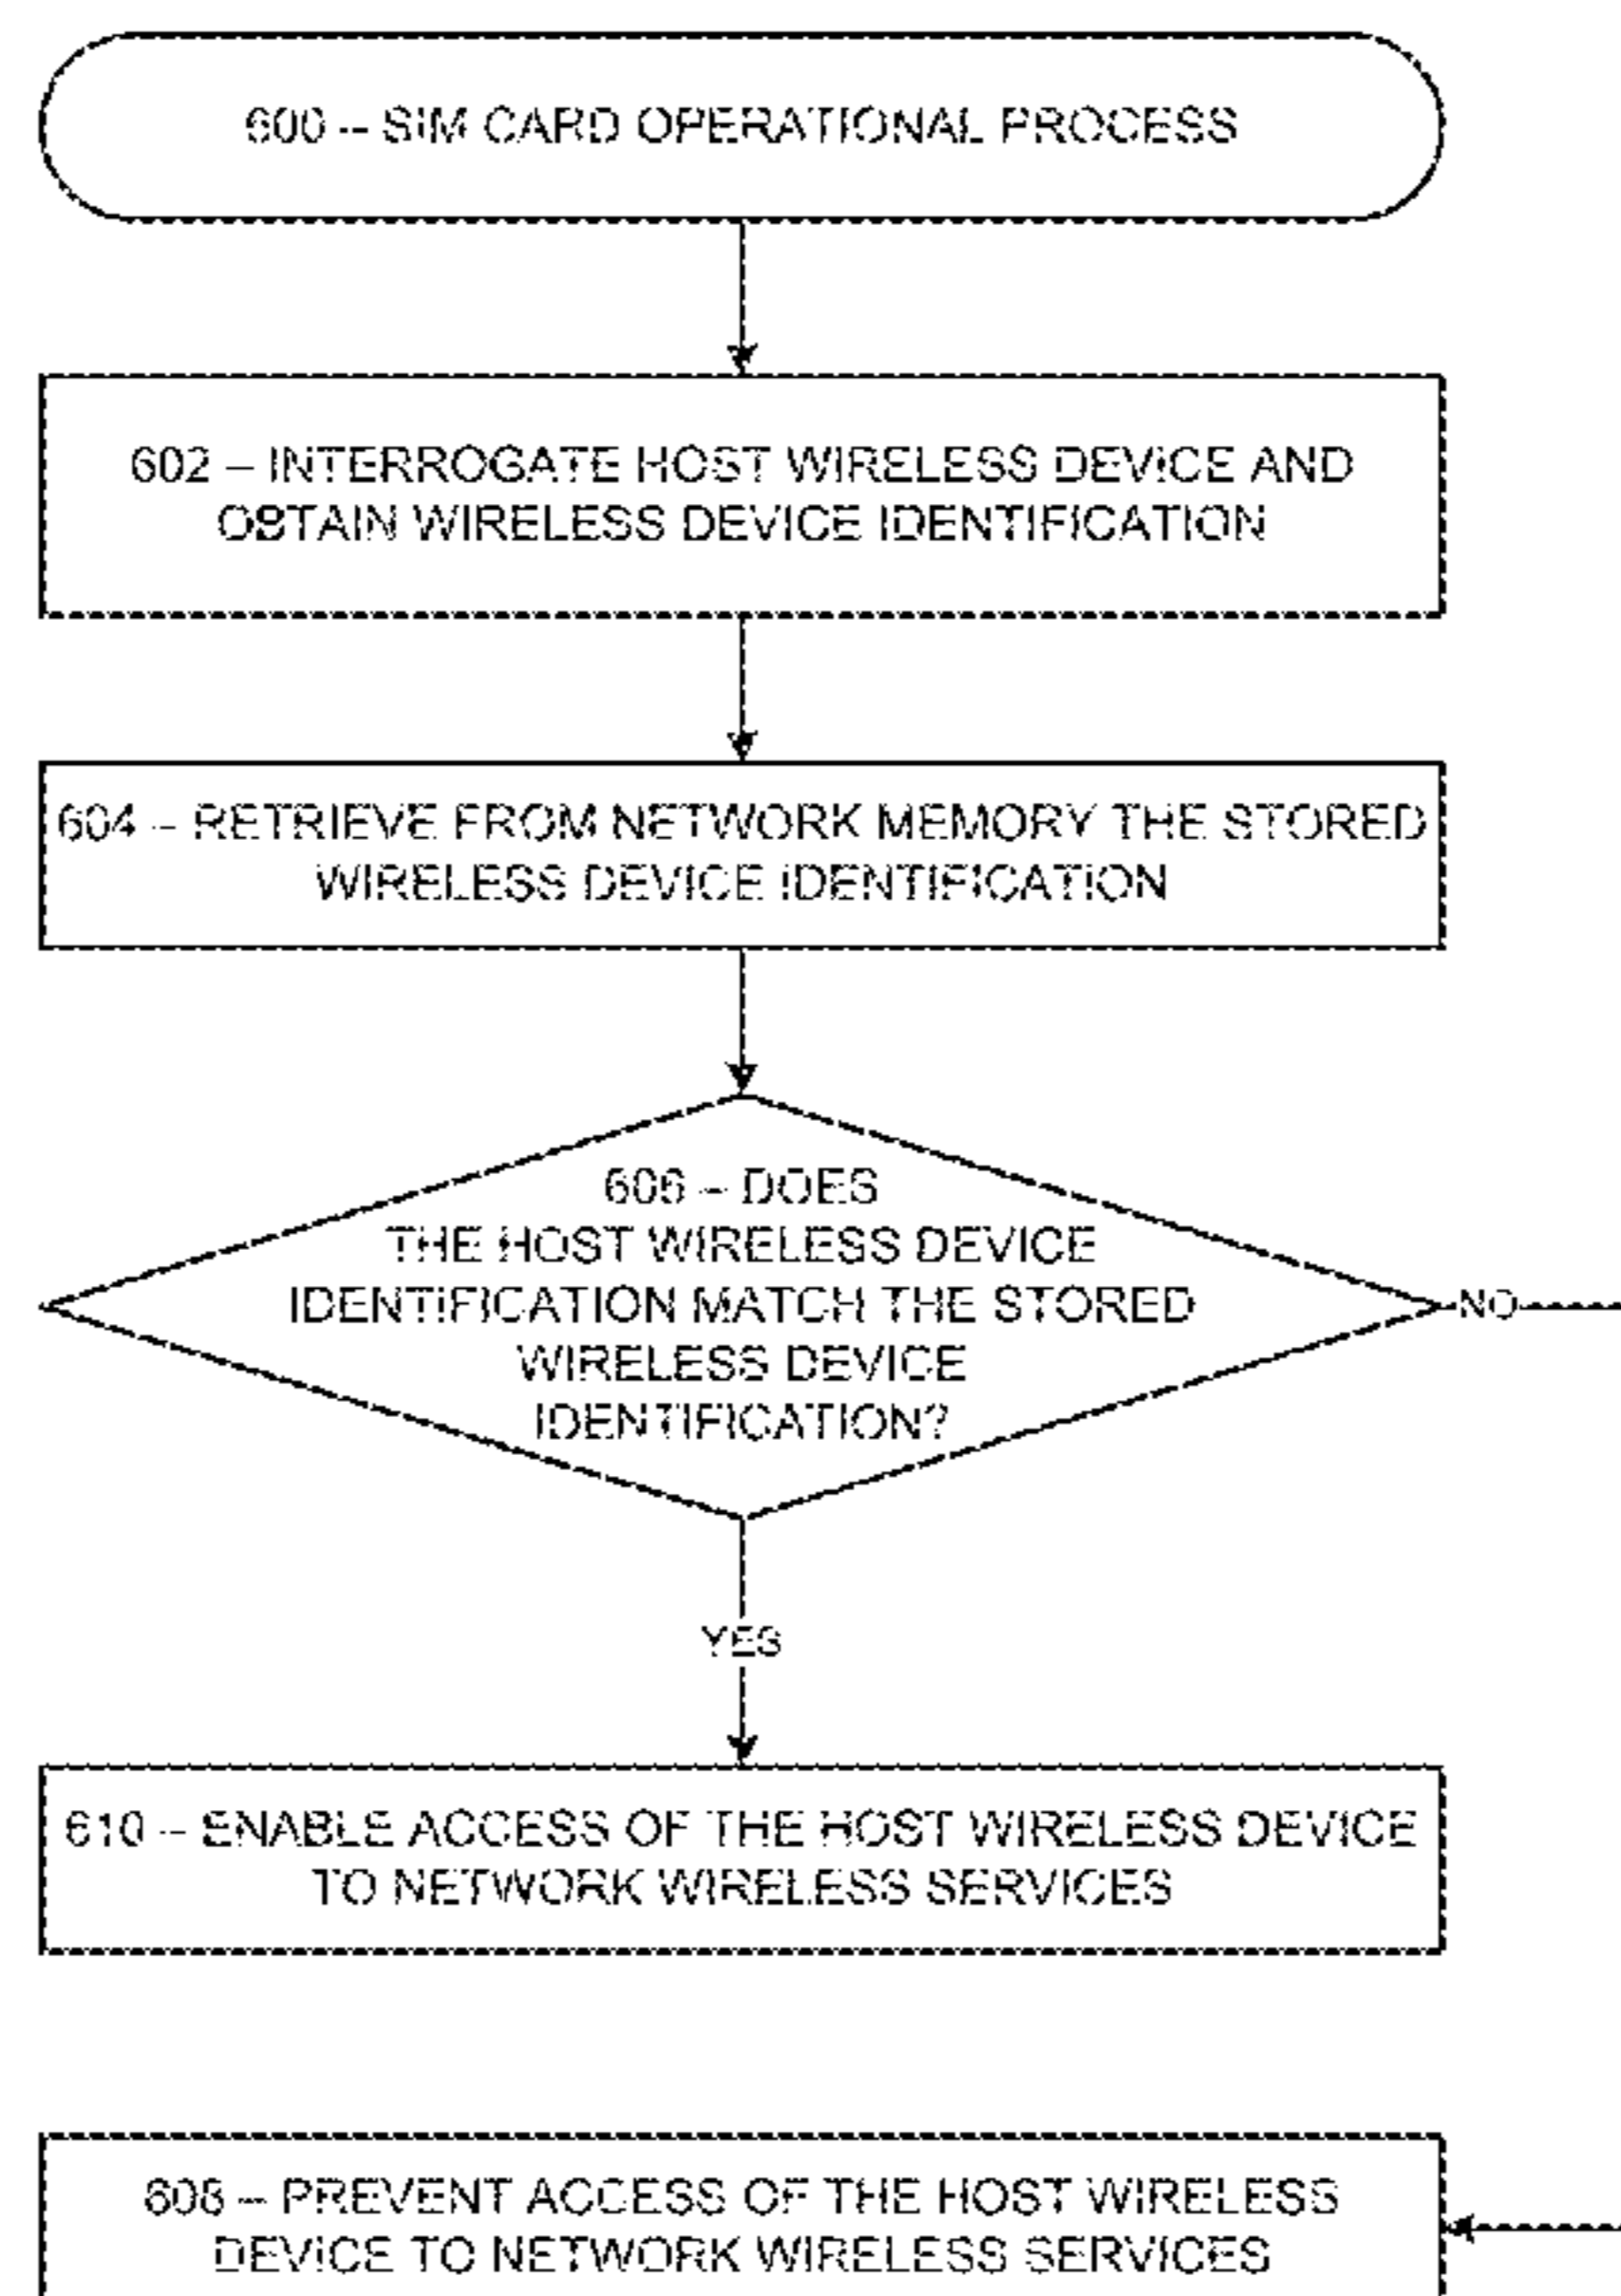 600 -- SIM CARD OPERATIONAL PROCESS
602 – INTERROGATE HOST WIRELESS DEVICE AND
OBTAIN WIRELESS DEVICE IDENTIFICATION
604 – RETRIEVE FROM NETWORK MEMORY THE STORED
WIRELESS DEVICE IDENTIFICATION
606 – DOES
THE HOST WIRELESS DEVICE
IDENTIFICATION MATCH THE STORED
WIRELESS DEVICE
IDENTIFICATION?
NO
YES
610 – ENABLE ACCESS OF THE HOST WIRELESS DEVICE
TO NETWORK WIRELESS SERVICES
608 – PREVENT ACCESS OF THE HOST WIRELESS
DEVICE TO NETWORK WIRELESS SERVICES